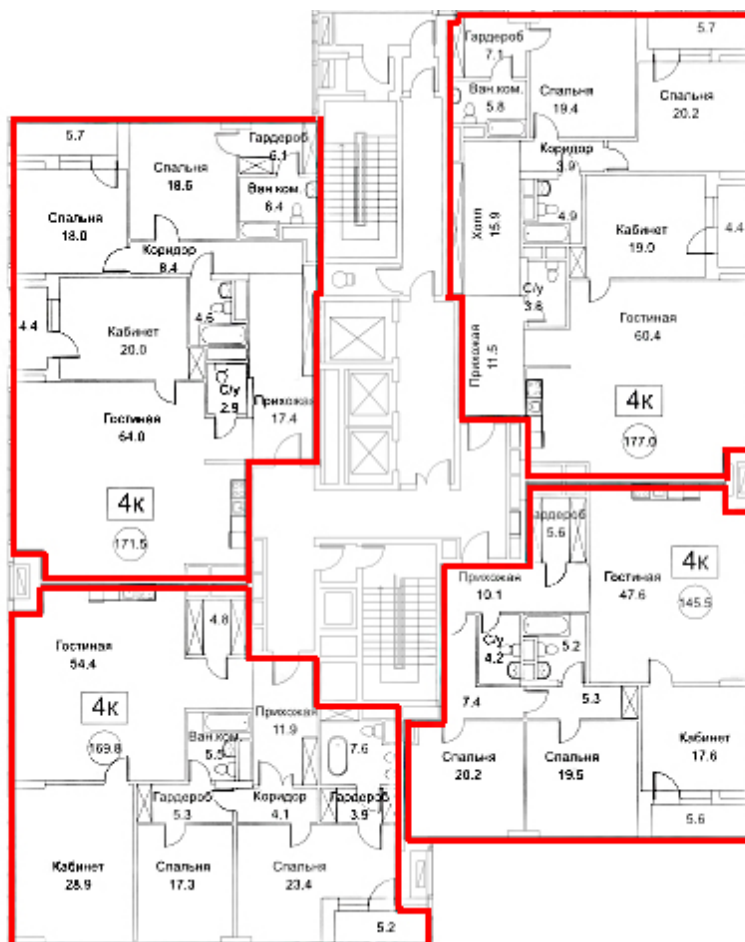 5.7
Спальня
18.6
Гардероб
6.1
Спальня
18.0
Ван ком.
8.4
Коридор
8.4
4.4
Кабинет
20.0
4.6
С/у
2.9
Прихожая
17.4
Гостиная
64.0
4к
171.5
Гардероб
7.1
5.7
Ван ком.
5.8
Спальня
19.4
Спальня
20.2
Коридор
3.9
Холл
15.9
4.9
Кабинет
19.0
4.4
С/у
3.6
Прихожая
11.5
Гостиная
60.4
4к
177.0
Гостиная
54.4
4.8
4к
169.8
Прихожая
11.9
Ван ком.
5.5
7.6
Гардероб
5.3
Коридор
4.1
Гардероб
3.9
Кабинет
28.9
Спальня
17.3
Спальня
23.4
5.2
ардероб
5.6
Гостиная
47.6
4к
145.5
Прихожая
10.1
С/у
4.2
5.2
7.4
5.3
Спальня
20.2
Спальня
19.5
Кабинет
17.6
5.6